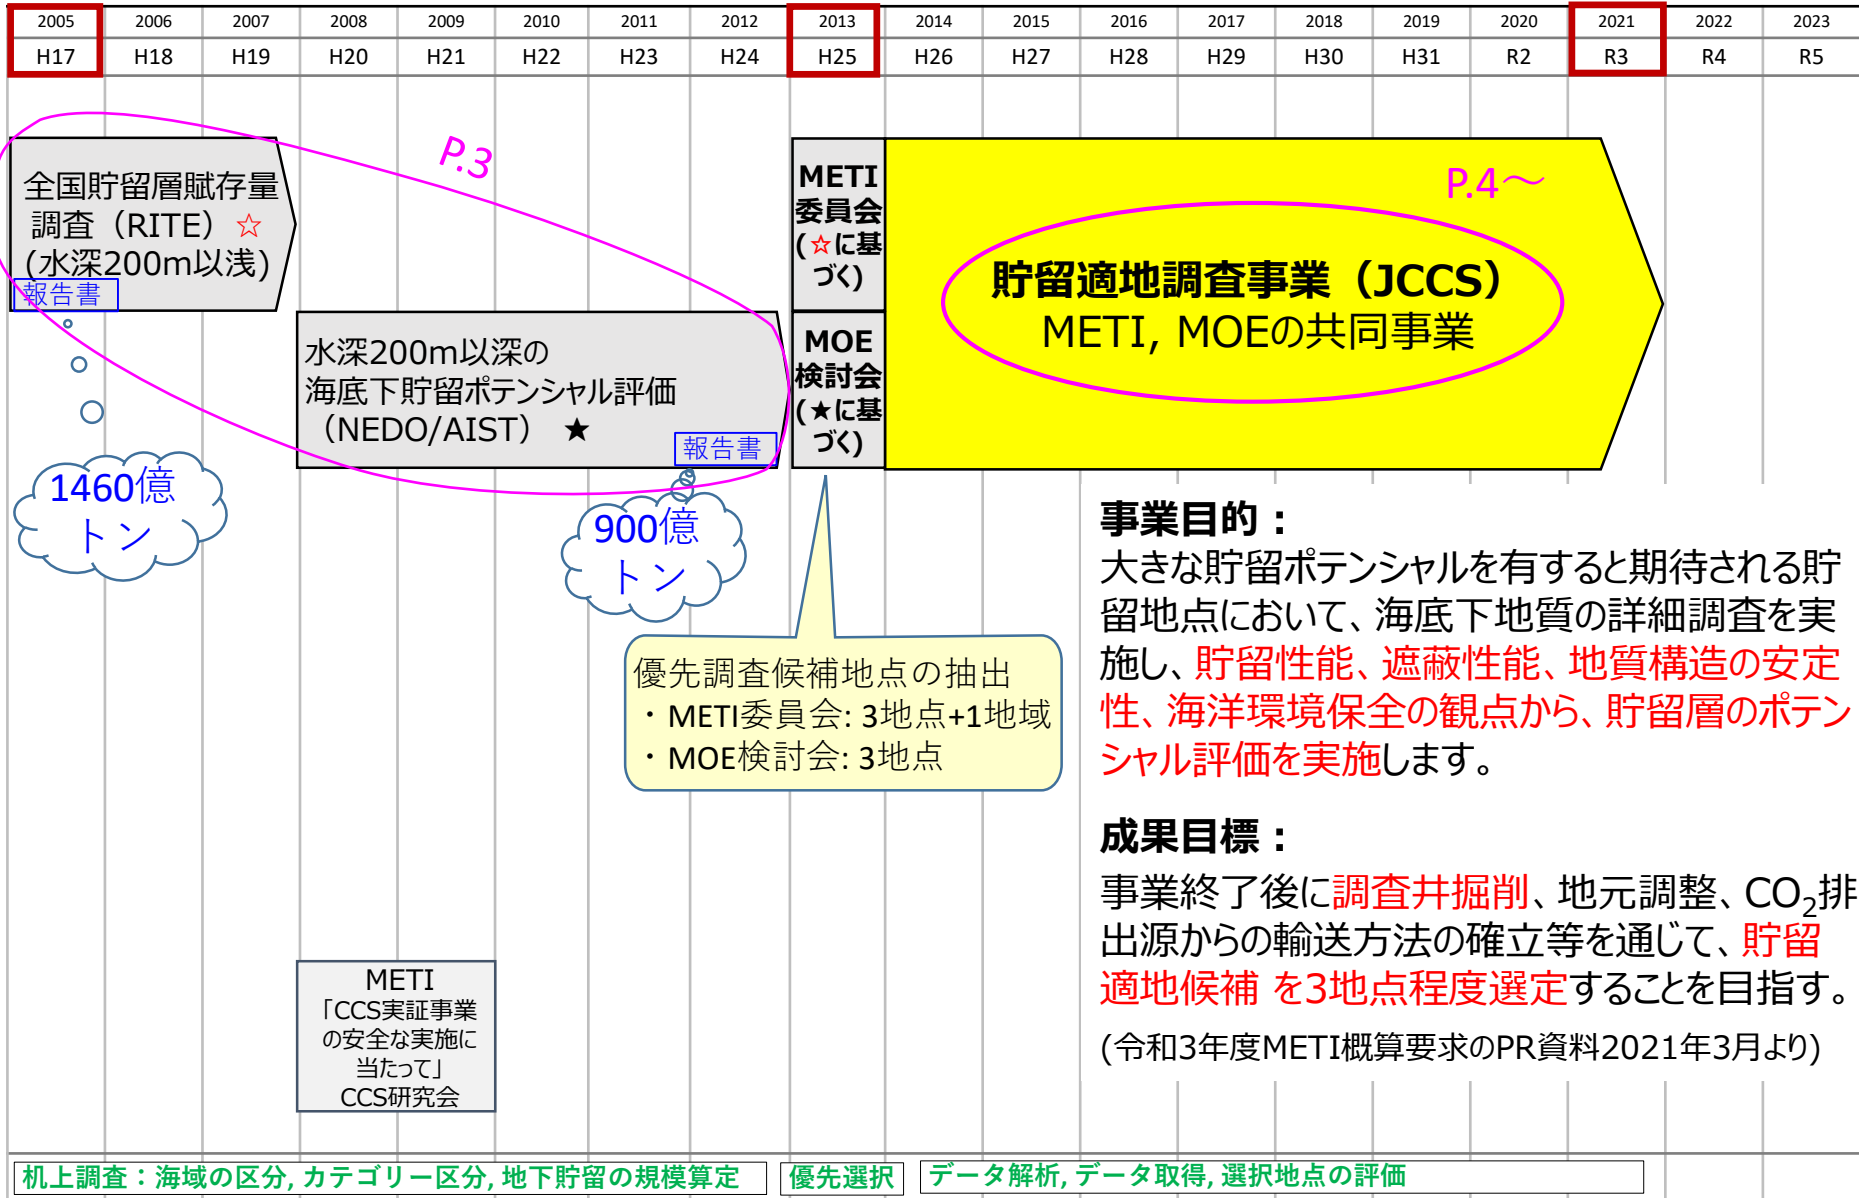 2005 2006 2007 2008 2009 2010 2011 2012 2013 2014 2015 2016 2017 2018 2019 2020 2021 2022 2023
H17 H18 H19 H20 H21 H22 H23 H24 H25 H26 H27 H28 H29 H30 H31 R2 R3 R4 R5
P.3
全国貯留層賦存量
調査（RITE）☆
(水深200m以浅)
報告書
1460億
トン
水深200m以深の
海底下貯留ポテンシャル評価
（NEDO/AIST） ★
報告書
900億
トン
METI
委員会
(☆に基
づく)
MOE
検討会
(★に基
づく)
P.4～
貯留適地調査事業（JCCS）
METI, MOEの共同事業
優先調査候補地点の抽出
・METI委員会: 3地点+1地域
・MOE検討会: 3地点
事業目的：
大きな貯留ポテンシャルを有すると期待される貯
留地点において、海底下地質の詳細調査を実
施し、貯留性能、遮蔽性能、地質構造の安定
性、海洋環境保全の観点から、貯留層のポテン
シャル評価を実施します。
成果目標：
事業終了後に調査井掘削、地元調整、CO₂排
出源からの輸送方法の確立等を通じて、貯留
適地候補 を3地点程度選定することを目指す。
(令和3年度METI概算要求のPR資料2021年3月より)
METI
「CCS実証事業
の安全な実施に
当たって」
CCS研究会
机上調査：海域の区分, カテゴリー区分, 地下貯留の規模算定
優先選択
データ解析, データ取得, 選択地点の評価